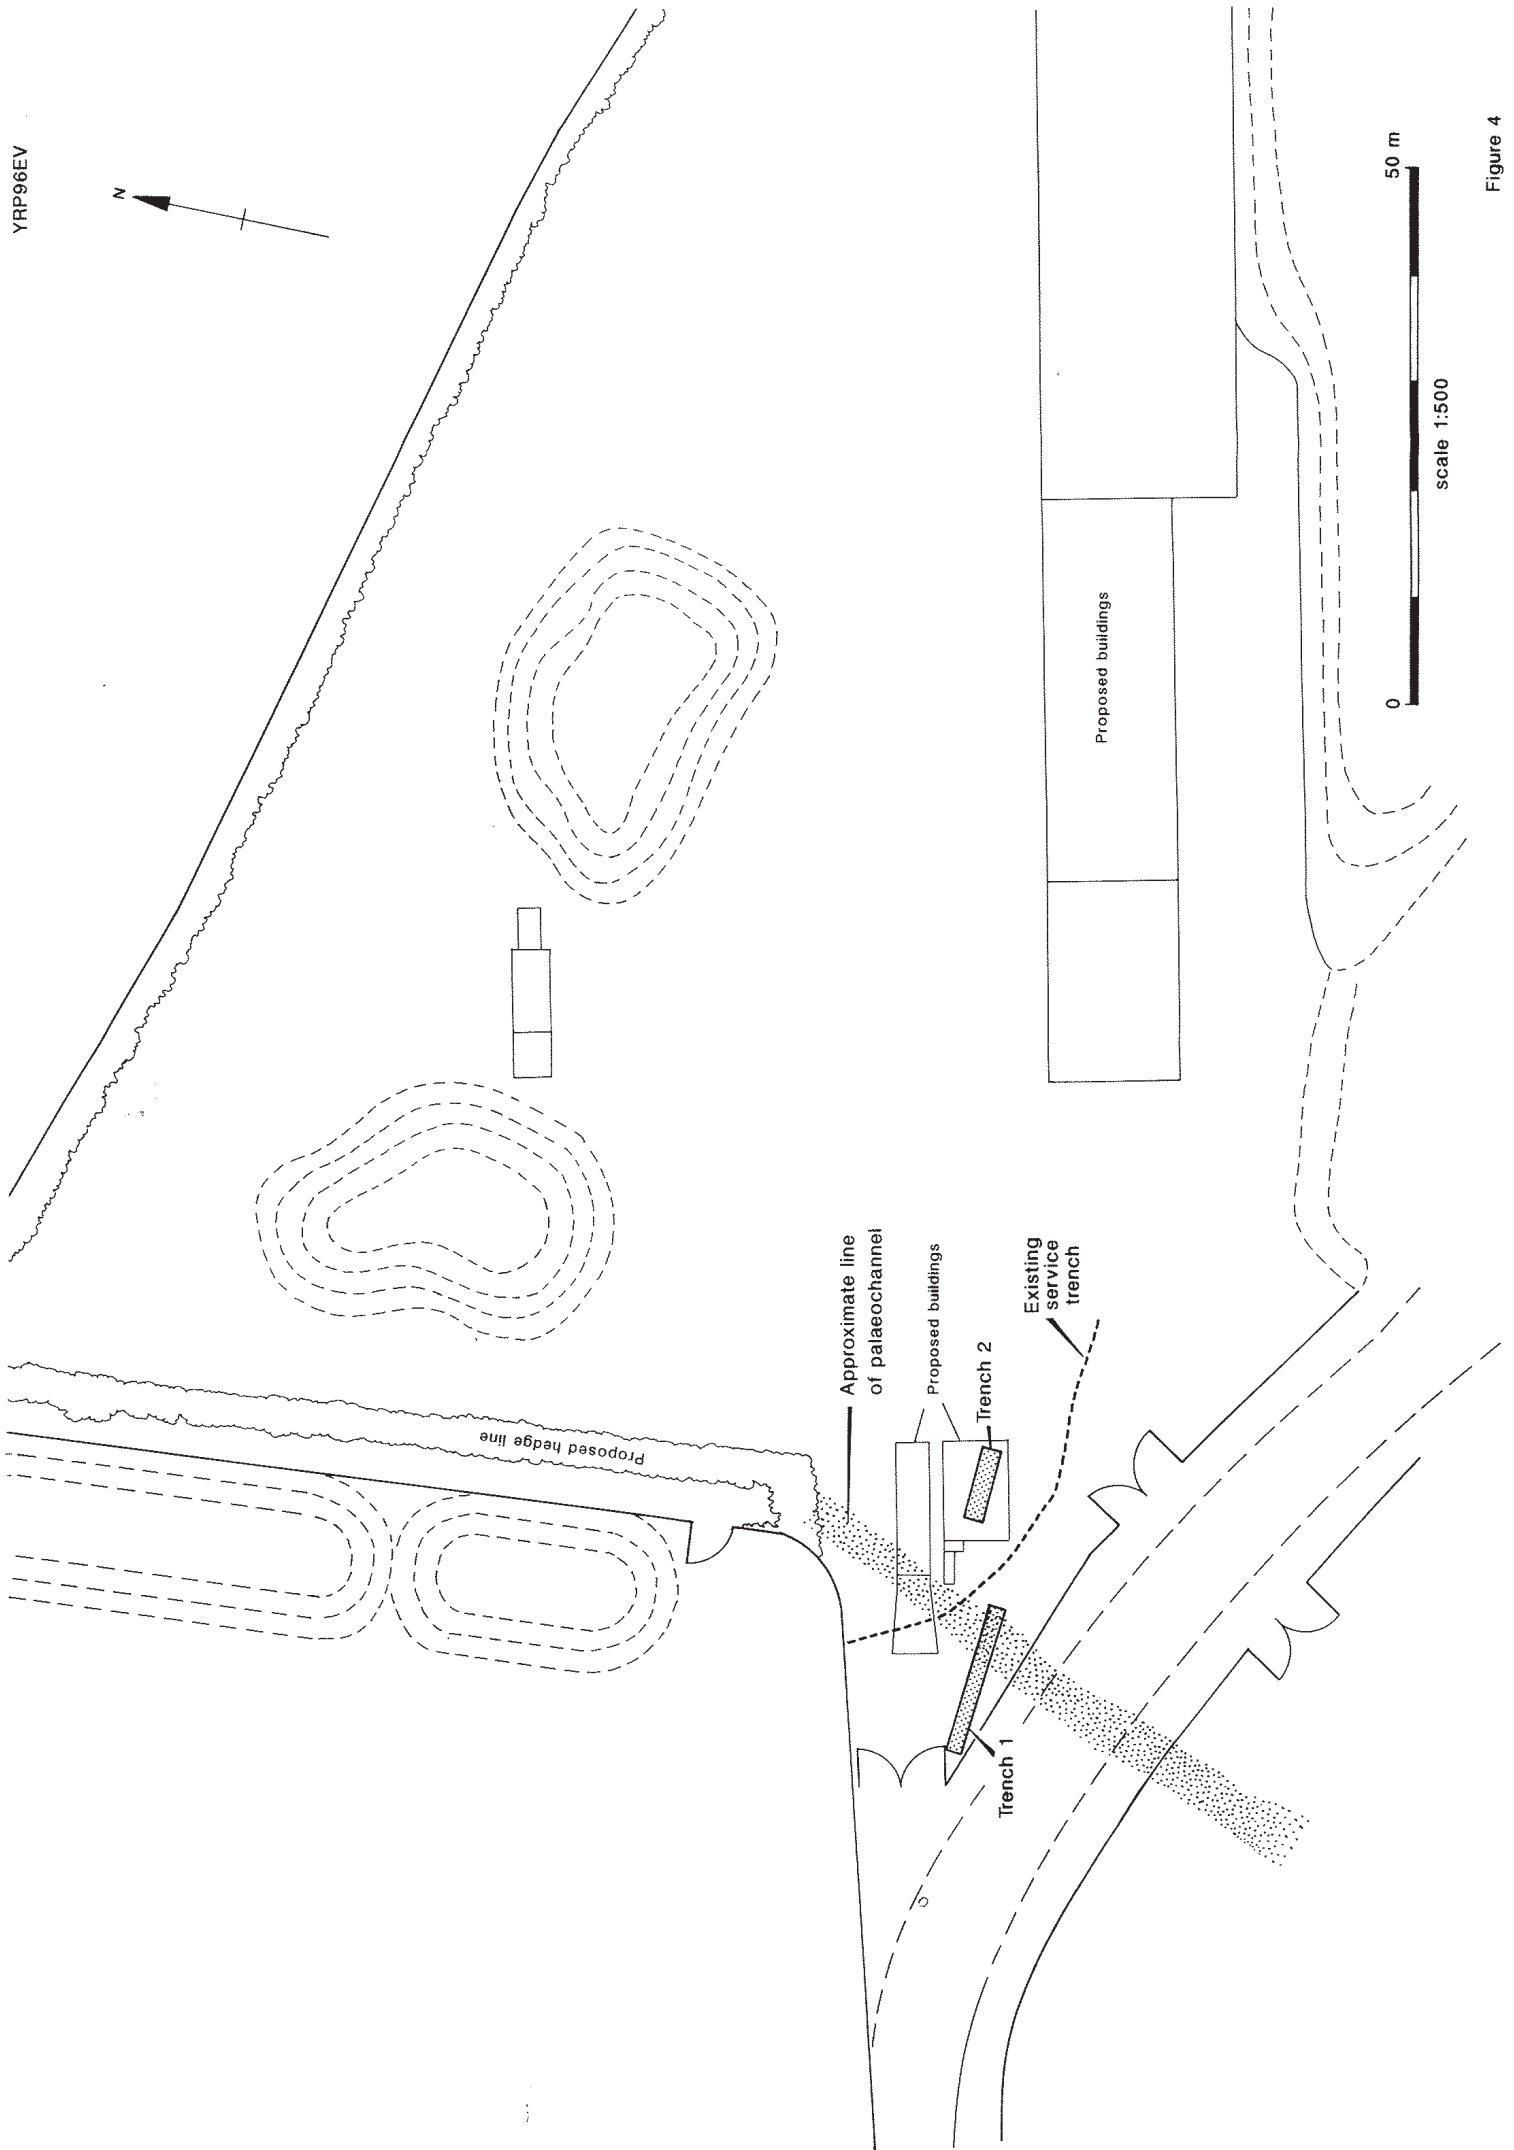 YRP96EV
N
Proposed hedge line
Approximate line
of palaeochannel
Proposed buildings
Trench 2
Existing
service
trench
Trench 1
Proposed buildings
0
50 m
scale 1:500
Figure 4